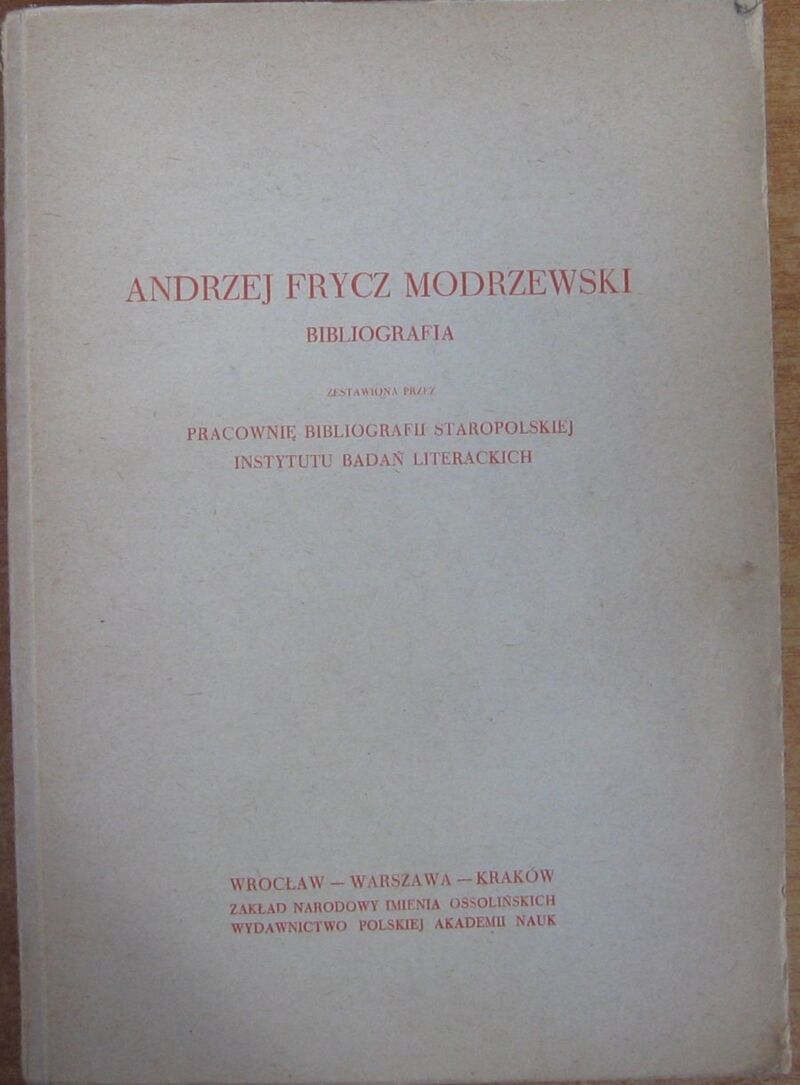 ANDRZEJ FRYCZ MODRZEWSKI
BIBLIOGRAFIA
ZESTAWIONA PRZEZ
PRACOWNIĘ BIBLIOGRAFII STAROPOLSKIEJ
INSTYTUTU BADAŃ LITERACKICH
WROCŁAW — WARSZAWA — KRAKÓW
ZAKŁAD NARODOWY IMIENIA OSSOLIŃSKICH
WYDAWNICTWO POLSKIEJ AKADEMII NAUK